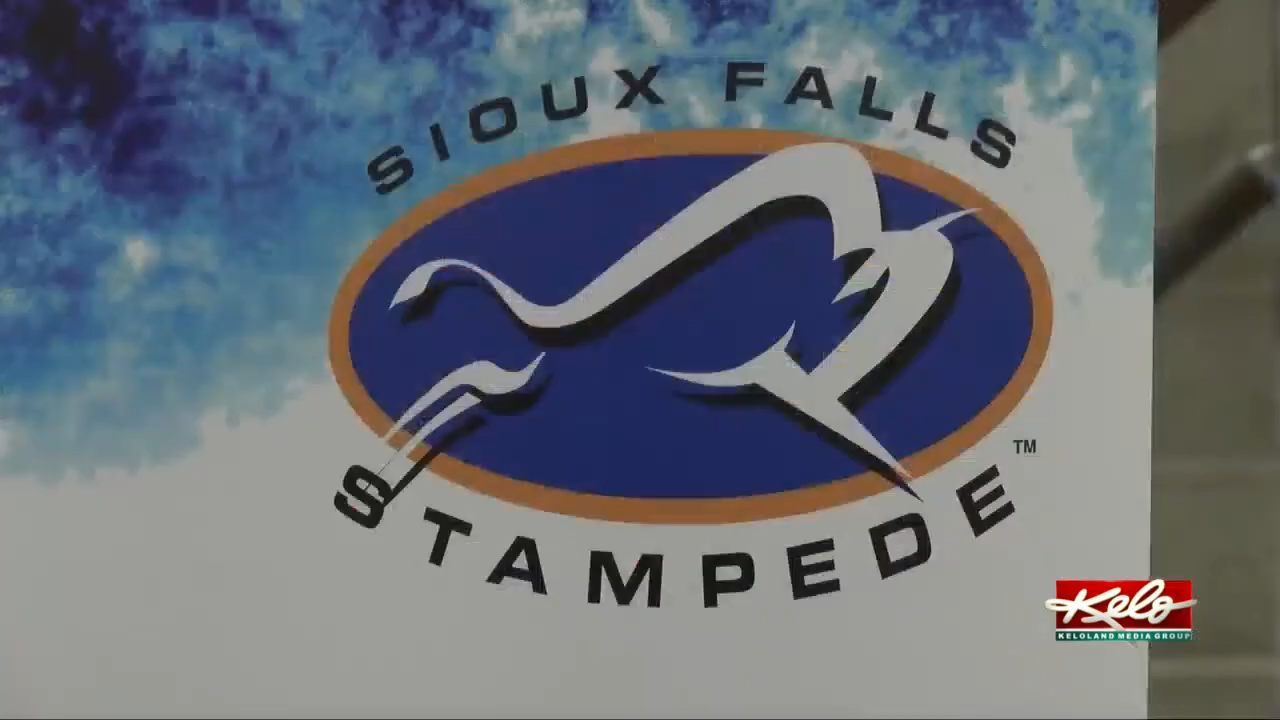 SIOUX FALLS
STAMPEDE
TM
Kelo
KELOLAND MEDIA GROUP